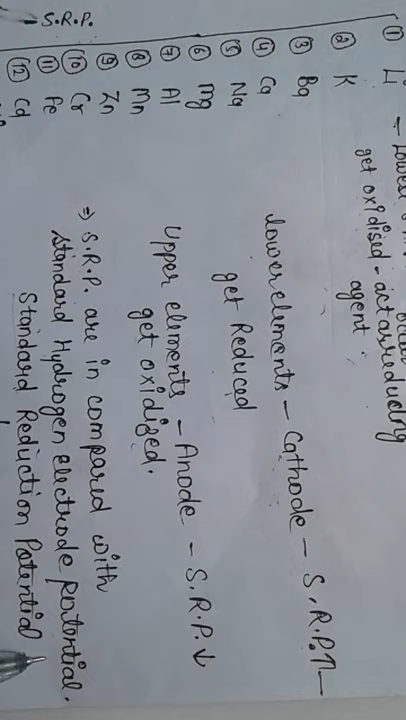 - S.R.P.
① Li - Lowest
get oxidised - act as reducing
agent.
② K
③ Ba
④ Ca
⑤ Na
⑥ Mg
⑦ Al
⑧ Mn
⑨ Zn
⑩ Cr
⑪ Fe
⑫ Cd
lower elements - Cathode - S.R.P.↑-
get Reduced
Upper elements - Anode - S.R.P.↓
get oxidised.
⇒ S.R.P. are in compared with
Standard Hydrogen electrode potential.
Standard Reduction Potential